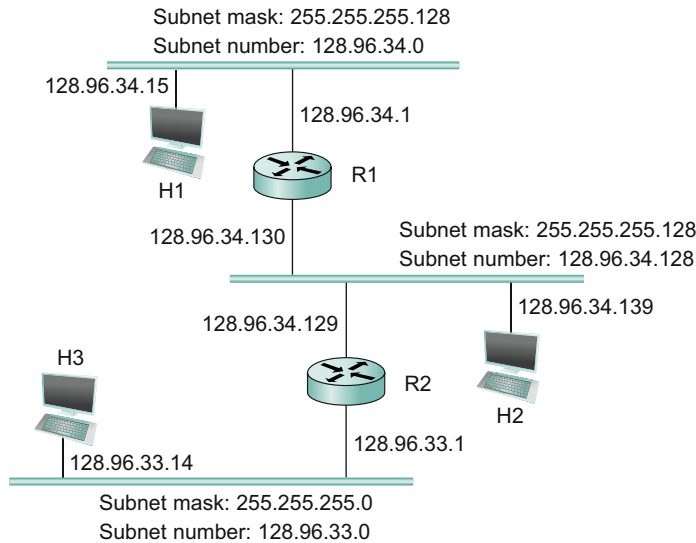 Subnet mask: 255.255.255.128
Subnet number: 128.96.34.0
128.96.34.15
128.96.34.1
H1
R1
128.96.34.130
Subnet mask: 255.255.255.128
Subnet number: 128.96.34.128
128.96.34.129
128.96.34.139
H3
R2
H2
128.96.33.1
128.96.33.14
Subnet mask: 255.255.255.0
Subnet number: 128.96.33.0